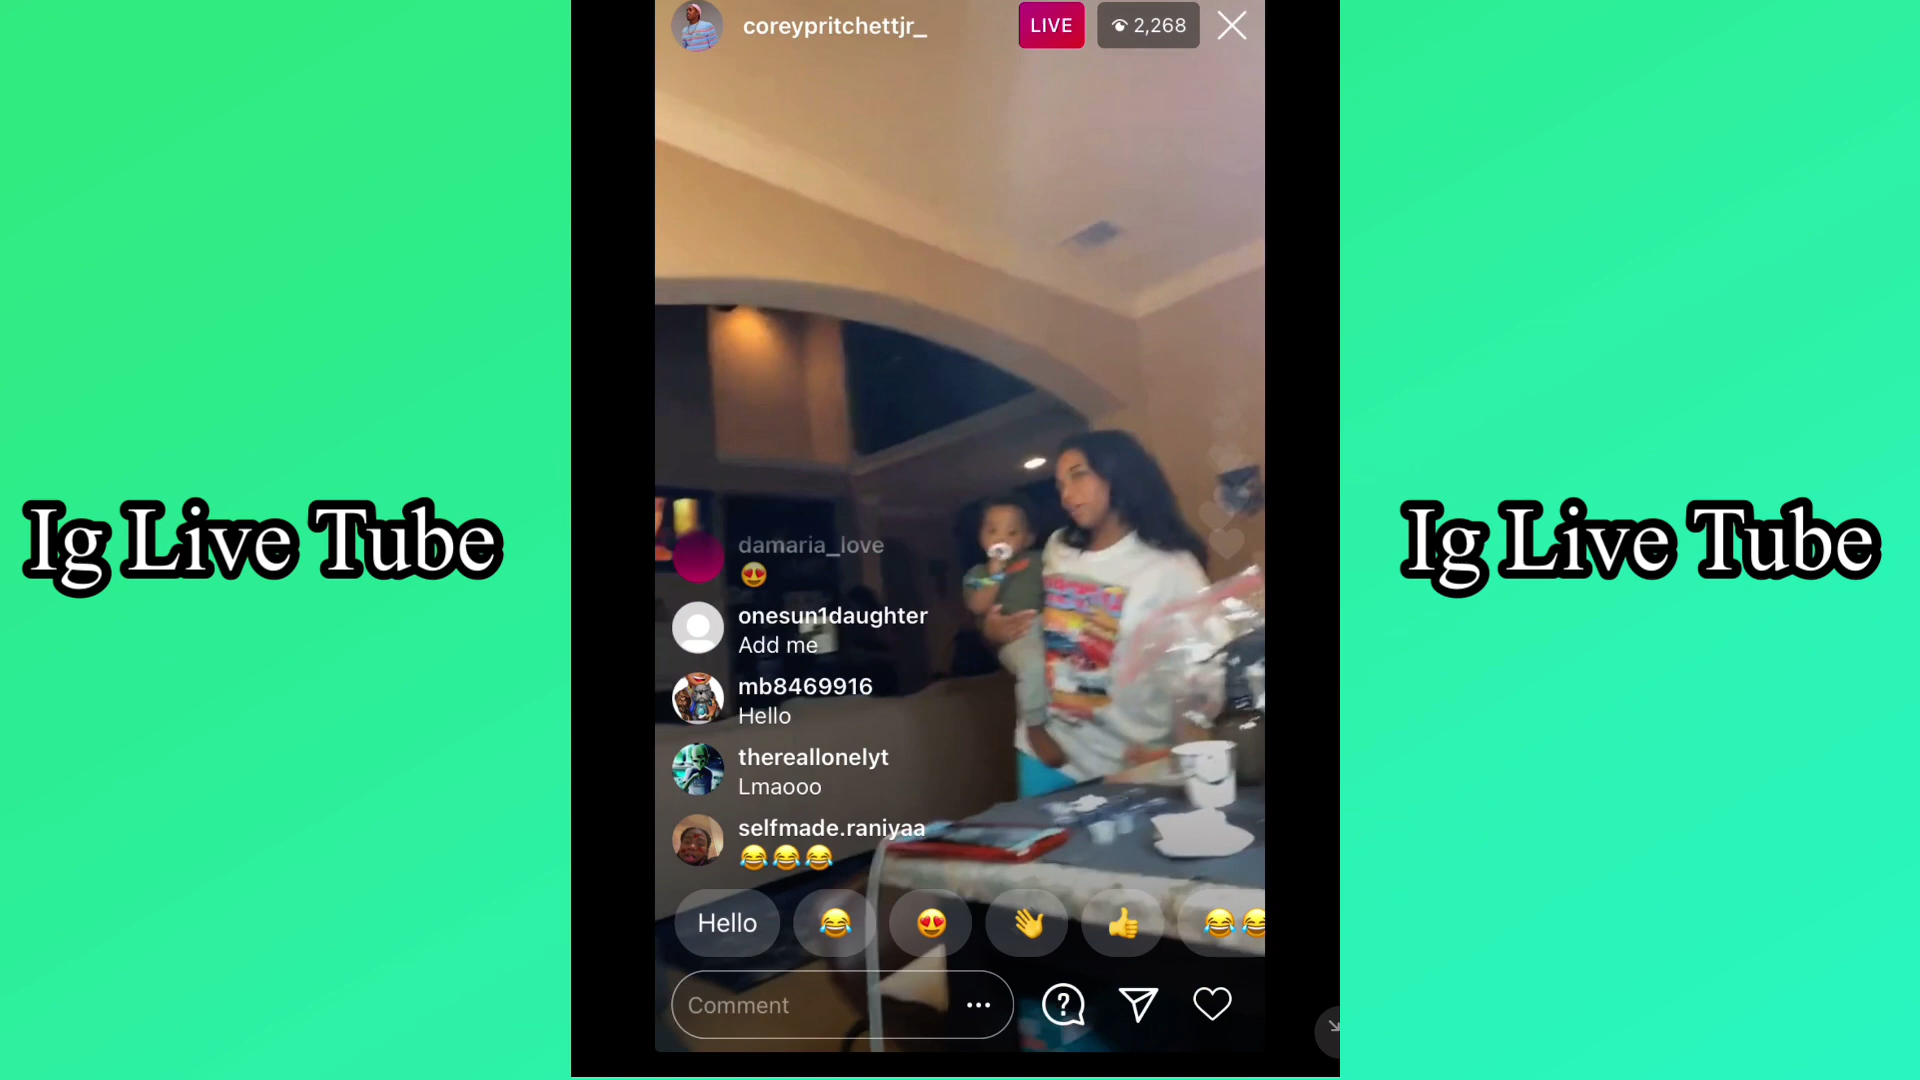 coreypritchettjr_
LIVE
2,268
Ig Live Tube
Ig Live Tube
damaria_love
😍
onesun1daughter
Add me
mb8469916
Hello
thereallonelyt
Lmaooo
selfmade.raniyaa
😂😂😂
Hello 😂 😍 👋 👍 😂😂
Comment